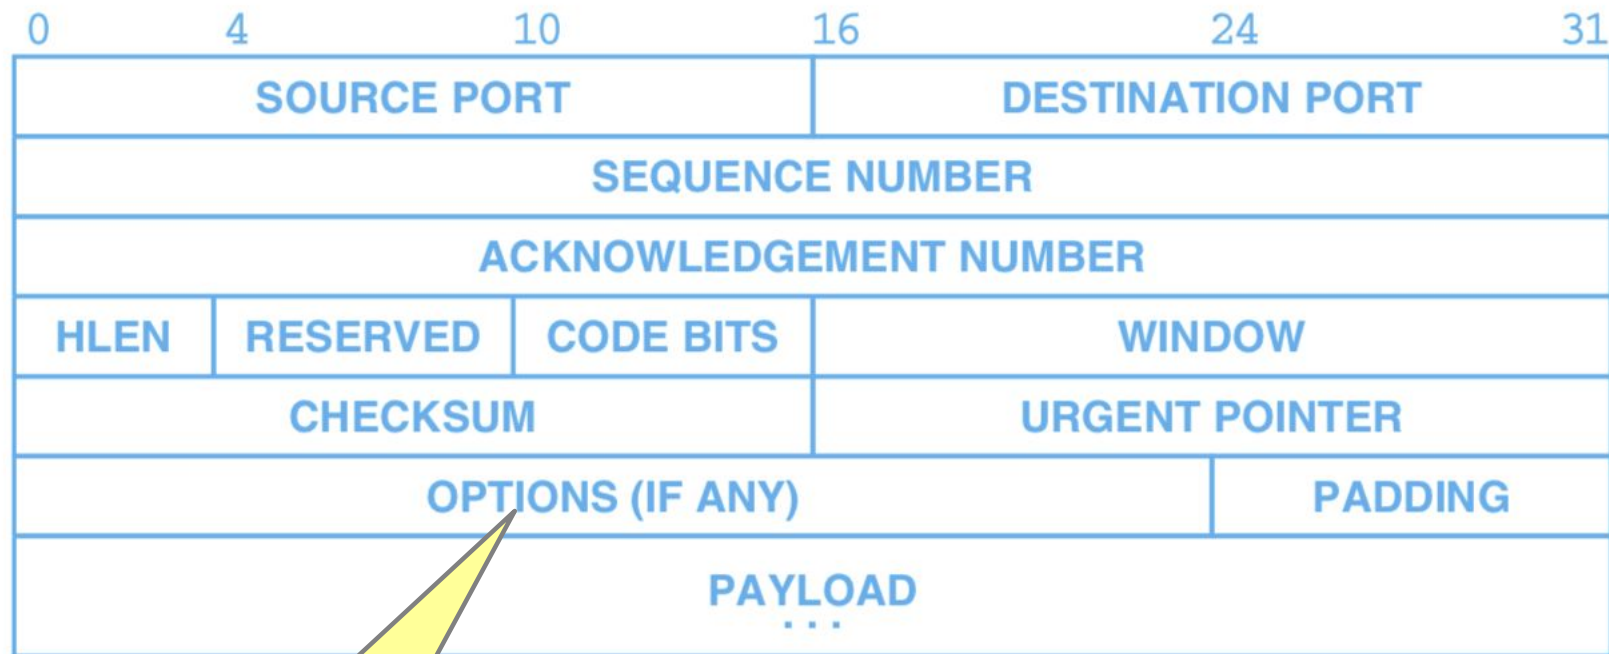 0 4 10 16 24 31
SOURCE PORT DESTINATION PORT
SEQUENCE NUMBER
ACKNOWLEDGEMENT NUMBER
HLEN RESERVED CODE BITS WINDOW
CHECKSUM URGENT POINTER
OPTIONS (IF ANY) PADDING
PAYLOAD
. . .